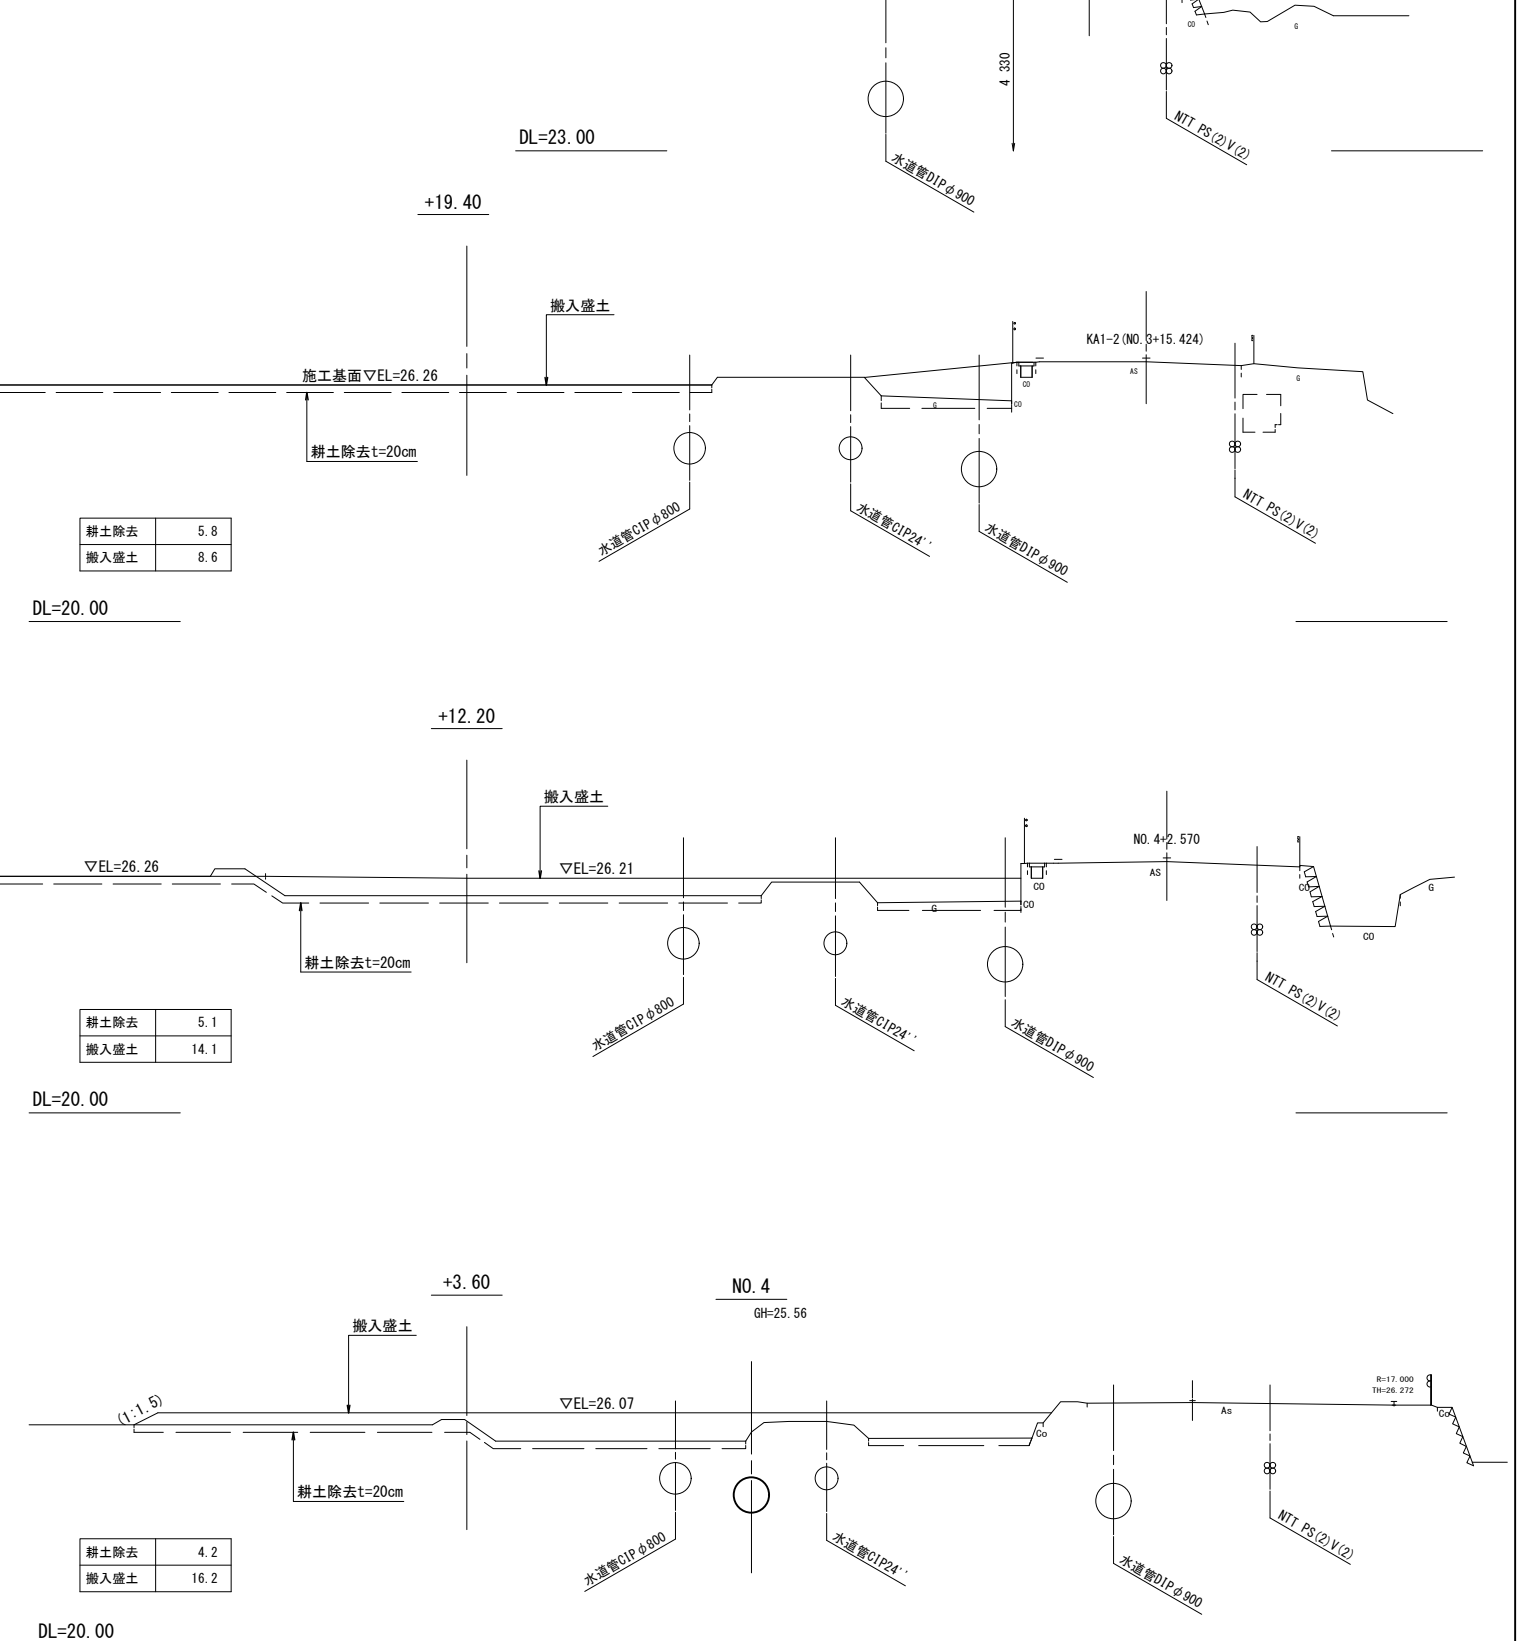 CO
G
4 330
NTT PS(2)V(2)
DL=23.00
水道管DIPφ900
+19.40
搬入盛土
KA1-2(NO.3+15.424)
AS
G
施工基面▽EL=26.26
CO
G
CO
耕土除去t=20cm
水道管CIPφ800
水道管CIP24''
水道管DIPφ900
NTT PS(2)V(2)
耕土除去 5.8
搬入盛土 8.6
DL=20.00
+12.20
搬入盛土
NO.4+2.570
▽EL=26.26
▽EL=26.21
AS
CO
CO
G
G
CO
CO
耕土除去t=20cm
水道管CIPφ800
水道管CIP24''
水道管DIPφ900
NTT PS(2)V(2)
耕土除去 5.1
搬入盛土 14.1
DL=20.00
+3.60
NO.4
GH=25.56
搬入盛土
R=17.000
TH=26.272
(1:1.5)
▽EL=26.07
As
Co
Co
耕土除去t=20cm
水道管CIPφ800
水道管CIP24''
水道管DIPφ900
NTT PS(2)V(2)
耕土除去 4.2
搬入盛土 16.2
DL=20.00